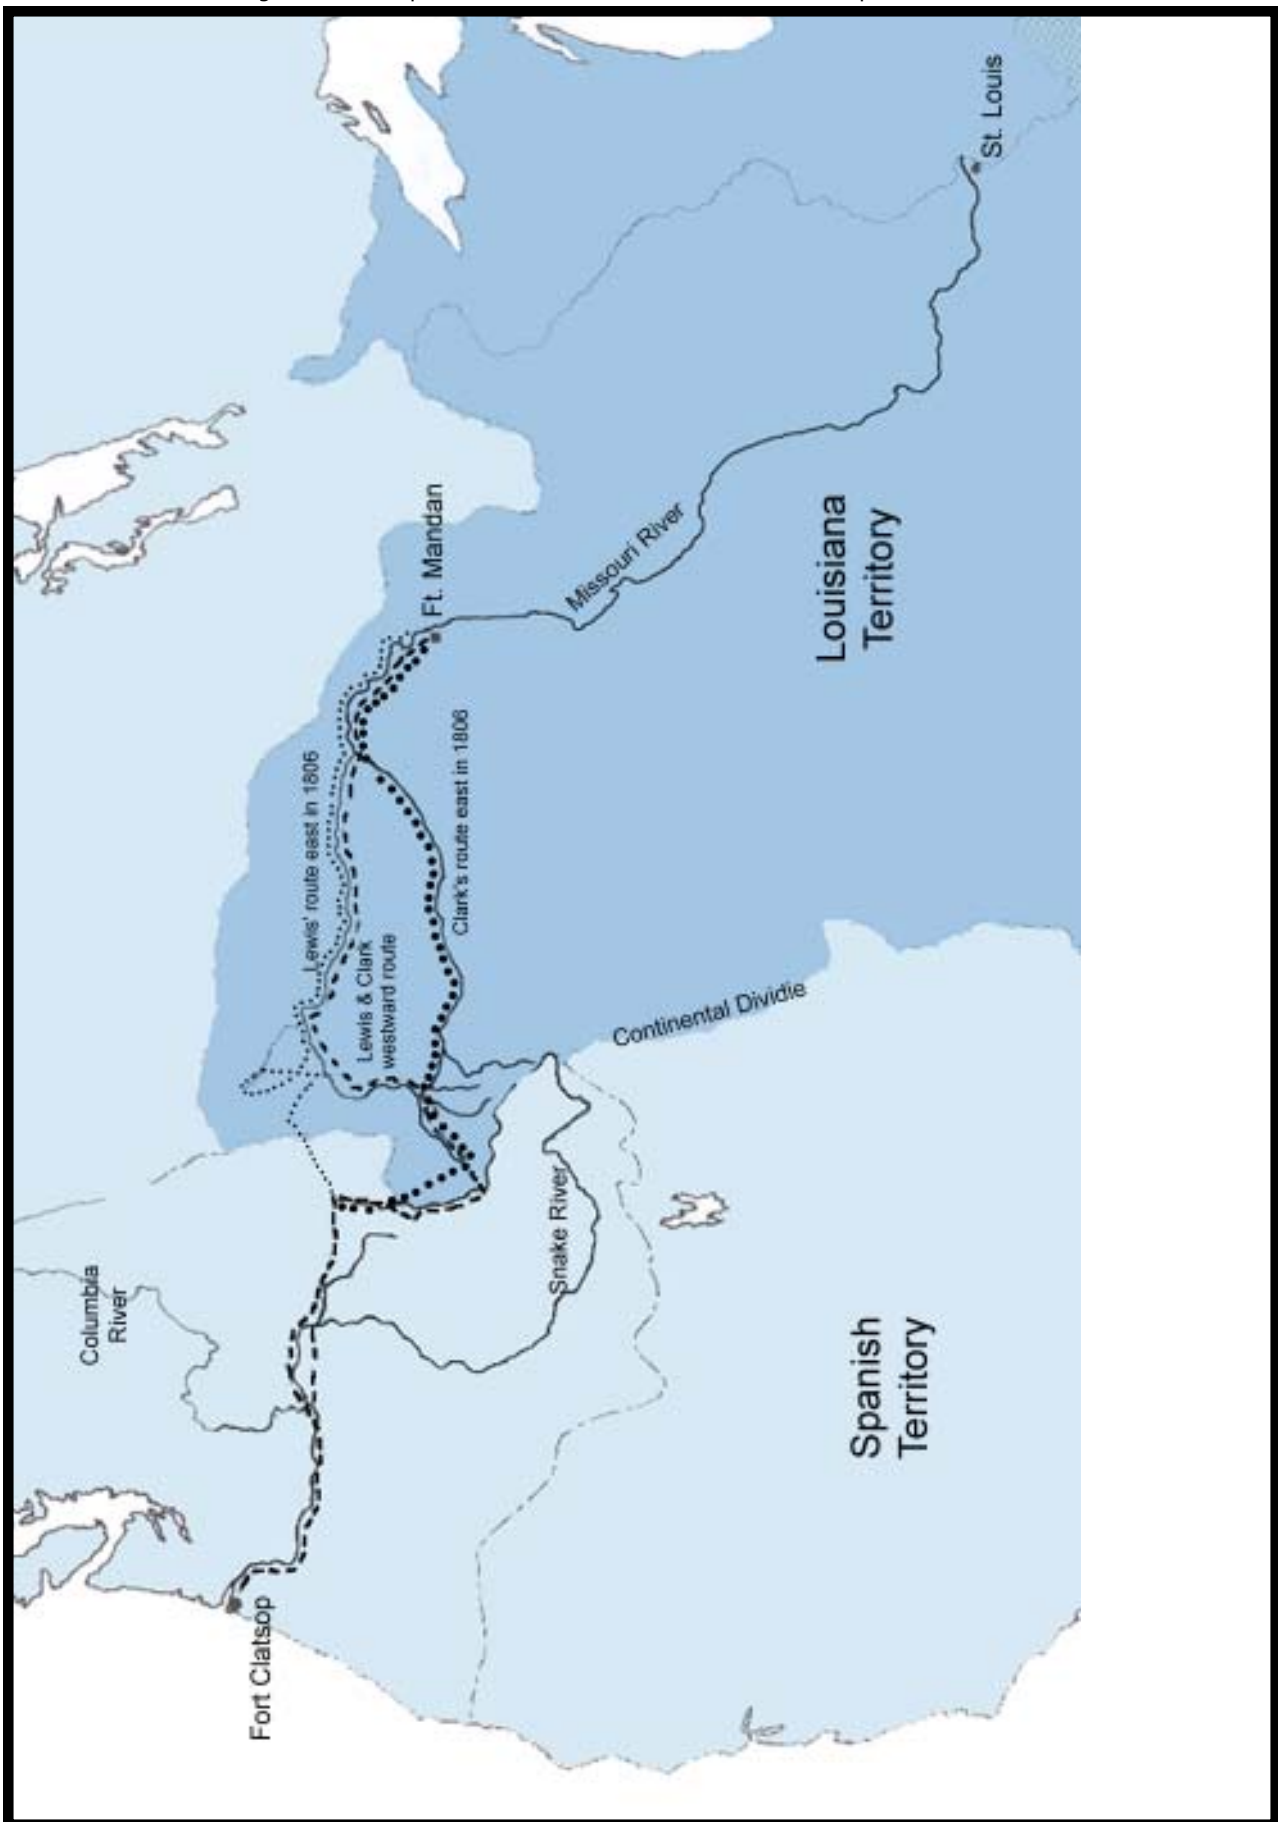 Columbia
River
Fort Clatsop
Snake River
Spanish
Territory
Continental Dividie
Lewis' route east in 1806
Lewis & Clark
westward route
Clark's route east in 1806
Ft. Mandan
Missouri River
Louisiana
Territory
St. Louis